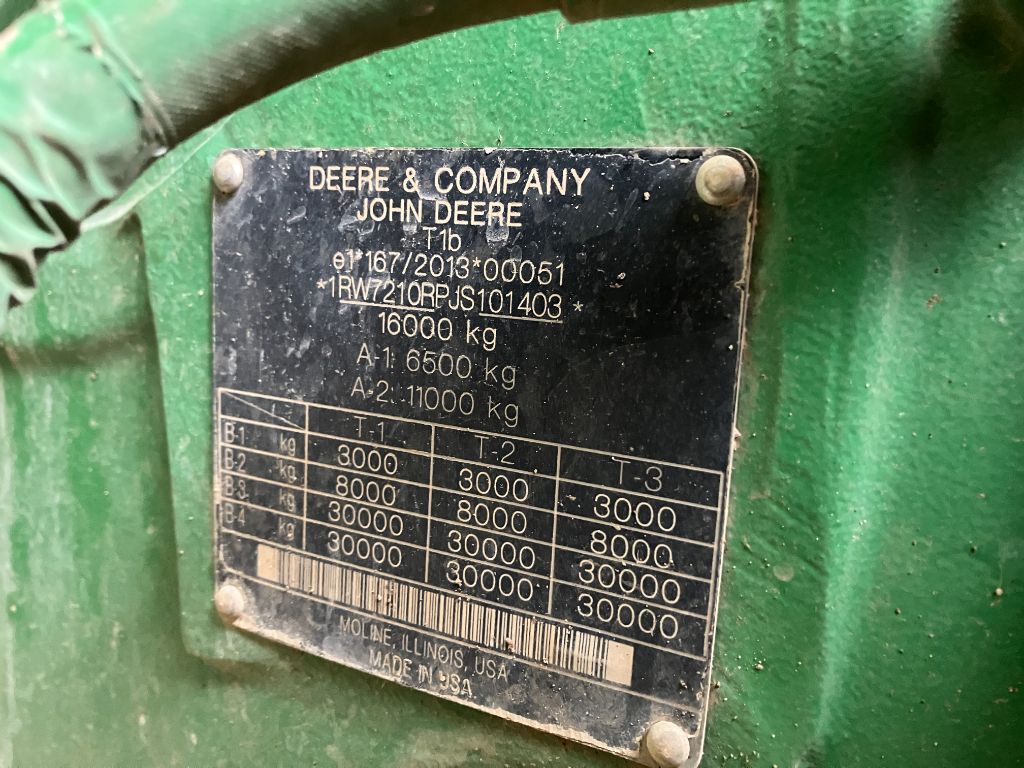 DEERE & COMPANY
JOHN DEERE
T1b
e1*167/2013*00051
*1RW7210RPJS101403*
16000 kg
A-1: 6500 kg
A-2: 11000 kg
T-1 T-2 T-3
B-1 kg 3000 3000 3000
B-2 kg 8000 8000 8000
B-3 kg 30000 30000 30000
B-4 kg 30000 30000 30000
MOLINE, ILLINOIS, USA
MADE IN USA